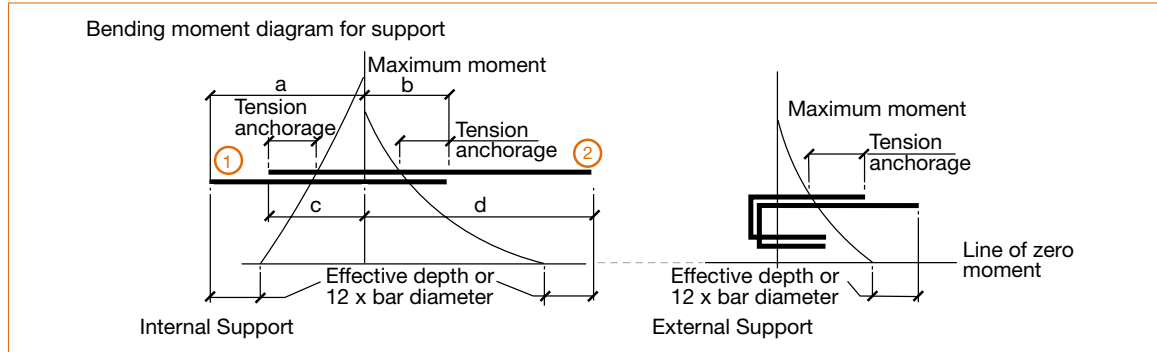 Bending moment diagram for support
Maximum moment
a
b
Tension
anchorage
Tension
anchorage
1
2
c
d
Effective depth or
12 x bar diameter
Internal Support
Maximum moment
Tension
anchorage
Line of zero
moment
Effective depth or
12 x bar diameter
External Support